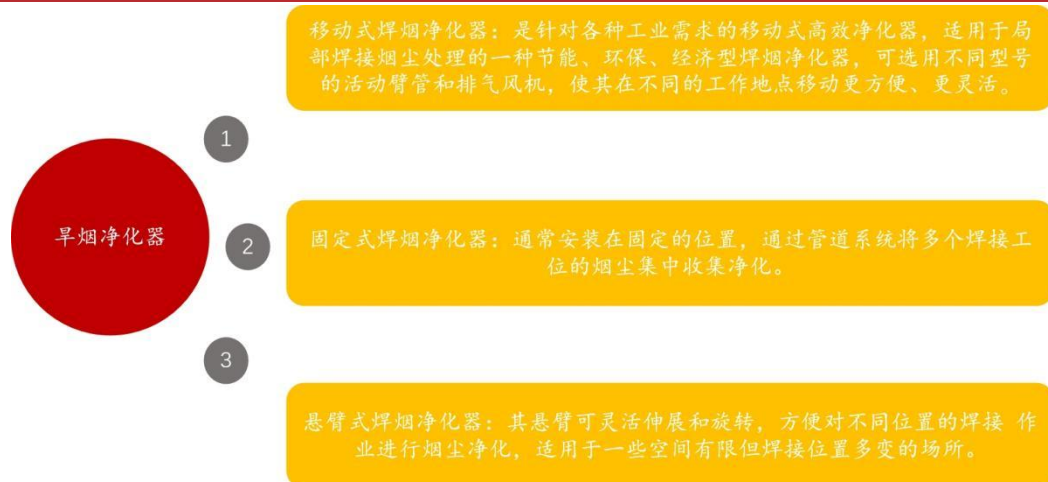 移动式焊烟净化器：是针对各种工业需求的移动式高效净化器，适用于局
部焊接烟尘处理的一种节能、环保、经济型焊烟净化器，可选用不同型号
的活动臂管和排气风机，使其在不同的工作地点移动更方便、更灵活。
1
旱烟净化器
2
固定式焊烟净化器：通常安装在固定的位置，通过管道系统将多个焊接工
位的烟尘集中收集净化。
3
悬臂式焊烟净化器：其悬臂可灵活伸展和旋转，方便对不同位置的焊接 作
业进行烟尘净化，适用于一些空间有限但焊接位置多变的场所。